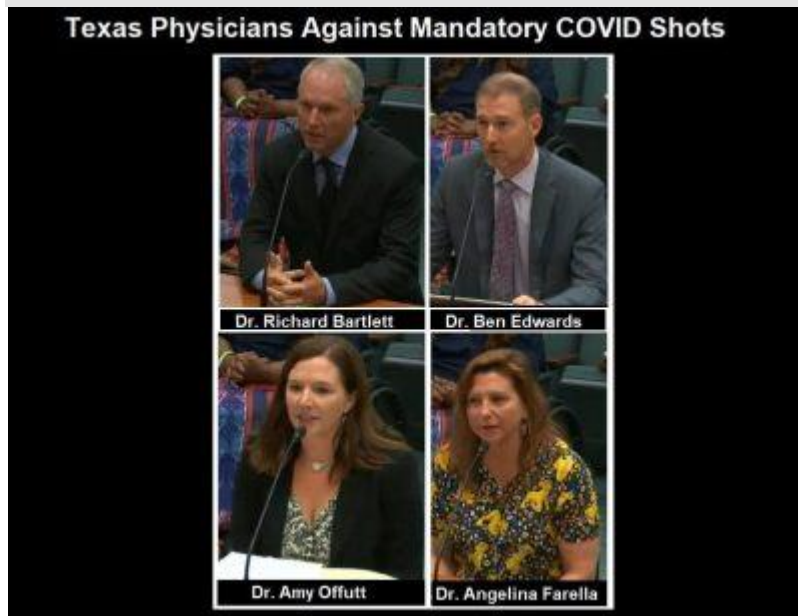 Texas Physicians Against Mandatory COVID Shots
Dr. Richard Bartlett
Dr. Ben Edwards
Dr. Amy Offutt
Dr. Angelina Farella